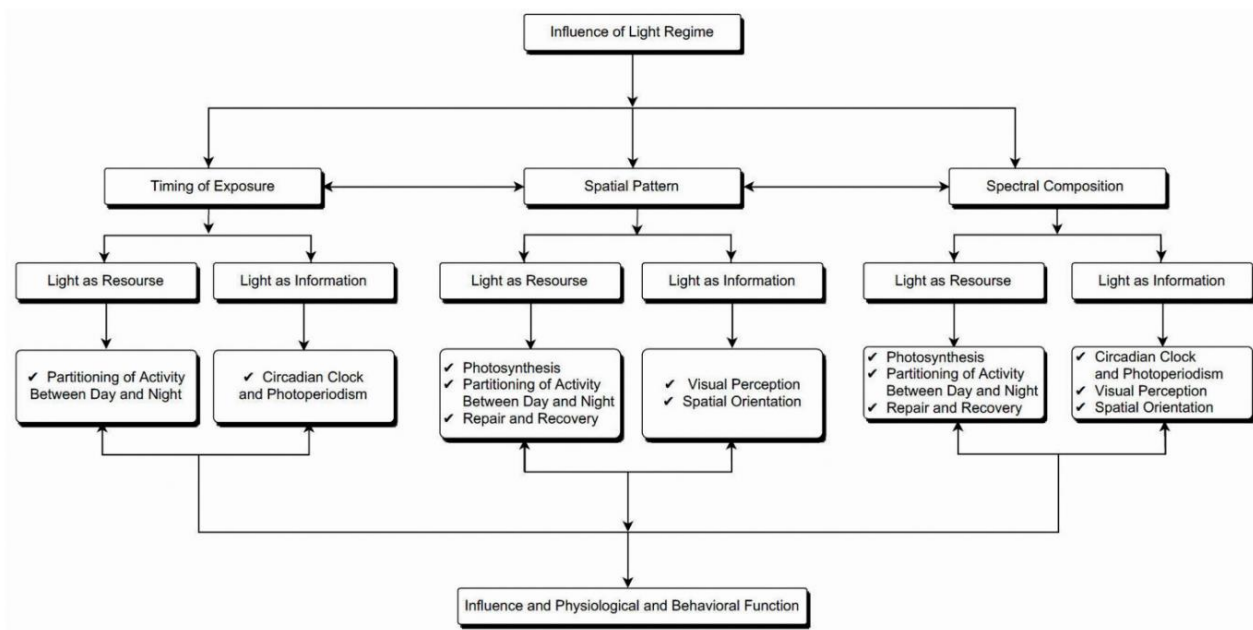 Influence of Light Regime
Timing of Exposure
Spatial Pattern
Spectral Composition
Light as Resourse
Light as Information
Light as Resourse
Light as Information
Light as Resourse
Light as Information
✔ Partitioning of Activity
Between Day and Night
✔ Circadian Clock
and Photoperiodism
✔ Photosynthesis
✔ Partitioning of Activity
Between Day and Night
✔ Repair and Recovery
✔ Visual Perception
✔ Spatial Orientation
✔ Photosynthesis
✔ Partitioning of Activity
Between Day and Night
✔ Repair and Recovery
✔ Circadian Clock
and Photoperiodism
✔ Visual Perception
✔ Spatial Orientation
Influence and Physiological and Behavioral Function